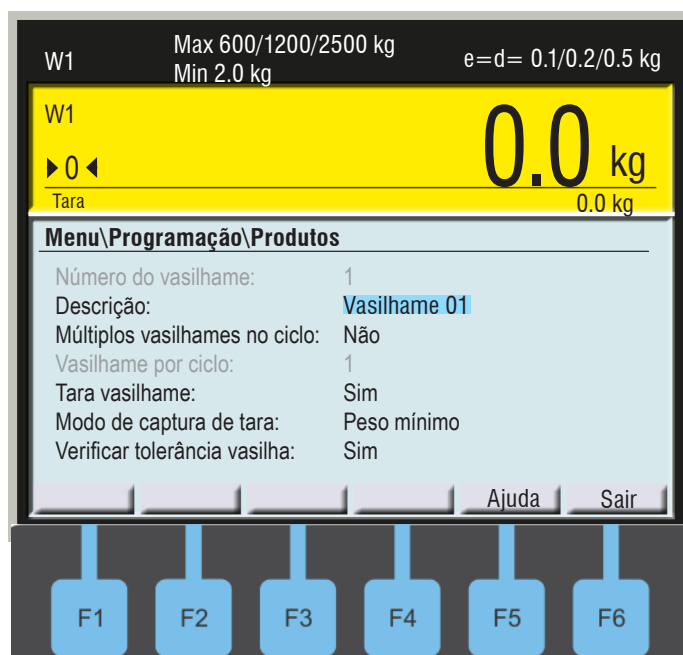 W1 Max 600/1200/2500 kg e=d= 0.1/0.2/0.5 kg
Min 2.0 kg
W1
0.0 kg
0
Tara 0.0 kg
Menu\Programação\Produtos
Número do vasilhame: 1
Descrição: Vasilhame 01
Múltiplos vasilhames no ciclo: Não
Vasilhame por ciclo: 1
Tara vasilhame: Sim
Modo de captura de tara: Peso mínimo
Verificar tolerância vasilha: Sim
Ajuda Sair
F1 F2 F3 F4 F5 F6